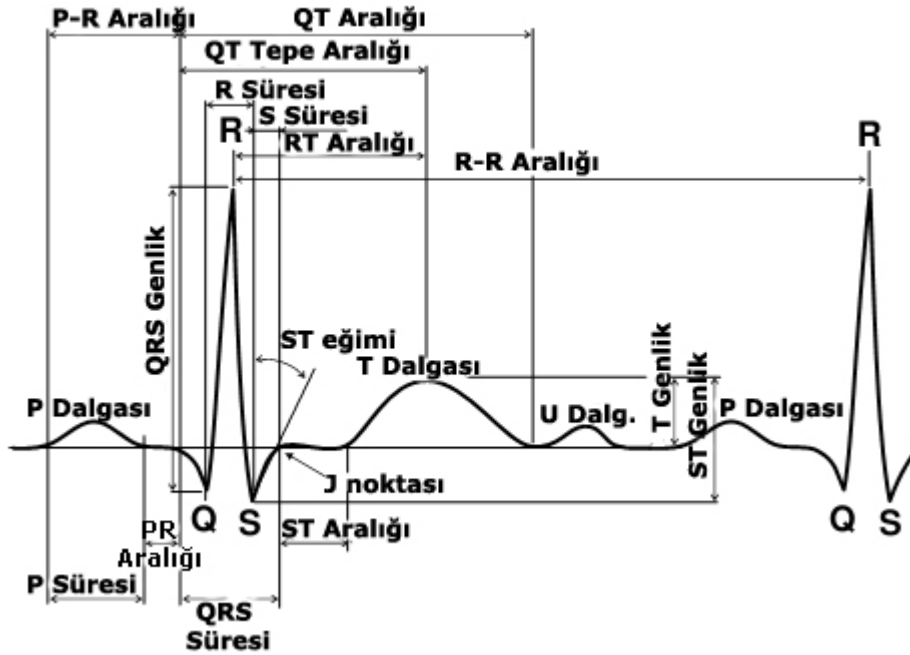 P-R Aralığı
QT Aralığı
QT Tepe Aralığı
R Süresi
S Süresi
R
RT Aralığı
R-R Aralığı
R
QRS Genlik
ST eğimi
T Dalgası
T Genlik
ST Genlik
P Dalgası
U Dalg.
P Dalgası
J noktası
Q
S
ST Aralığı
Q
S
PR
Aralığı
P Süresi
QRS
Süresi